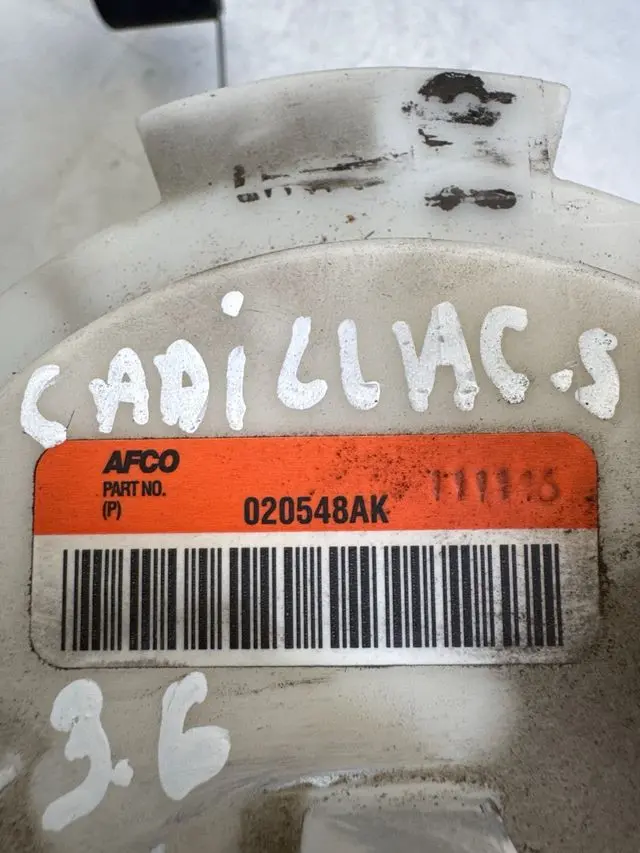 CADiLLAC.S
AFCO
PART NO.
(P)
020548AK
3.6